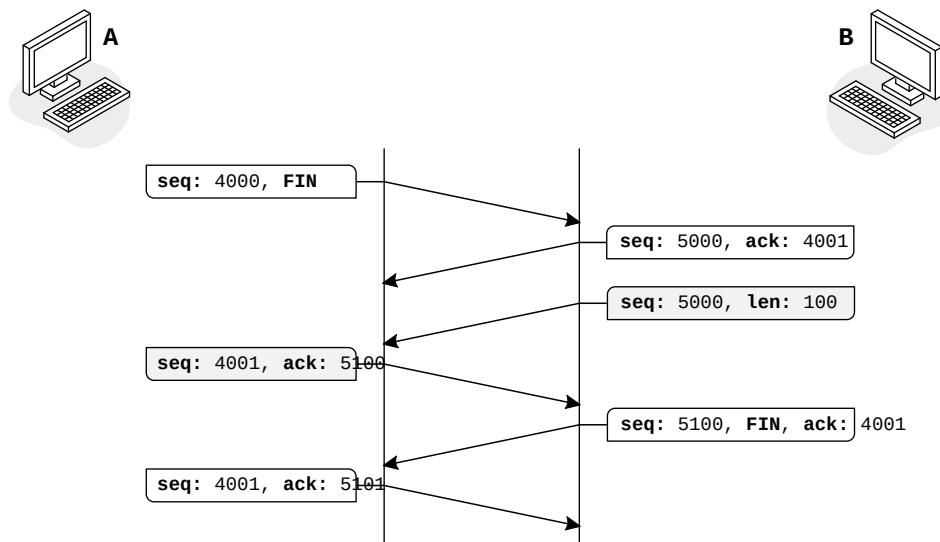 A
B
seq: 4000, FIN
seq: 5000, ack: 4001
seq: 5000, len: 100
seq: 4001, ack: 5100
seq: 5100, FIN, ack: 4001
seq: 4001, ack: 5101